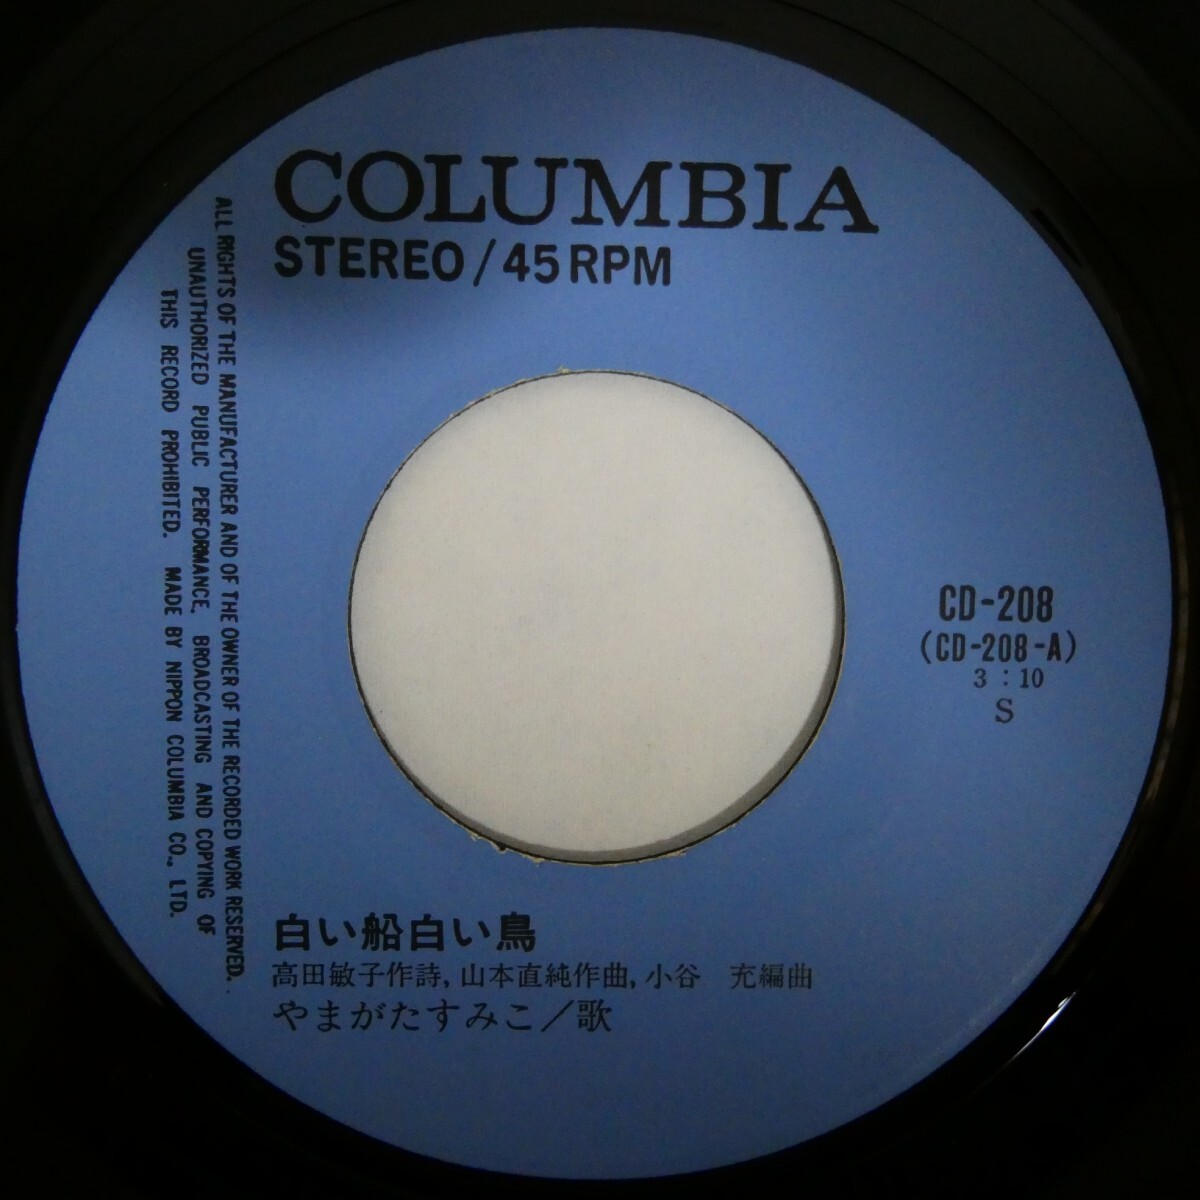 COLUMBIA
STEREO / 45 RPM
ALL RIGHTS OF THE MANUFACTURER AND OF THE OWNER OF THE RECORDED WORK RESERVED.
UNAUTHORIZED PUBLIC PERFORMANCE, BROADCASTING AND COPYING OF
THIS RECORD PROHIBITED. MADE BY NIPPON COLUMBIA CO., LTD.
CD-208
(CD-208-A)
3:10
S
白い船白い鳥
高田敏子作詩, 山本直純作曲, 小谷　充編曲
やまがたすみこ／歌